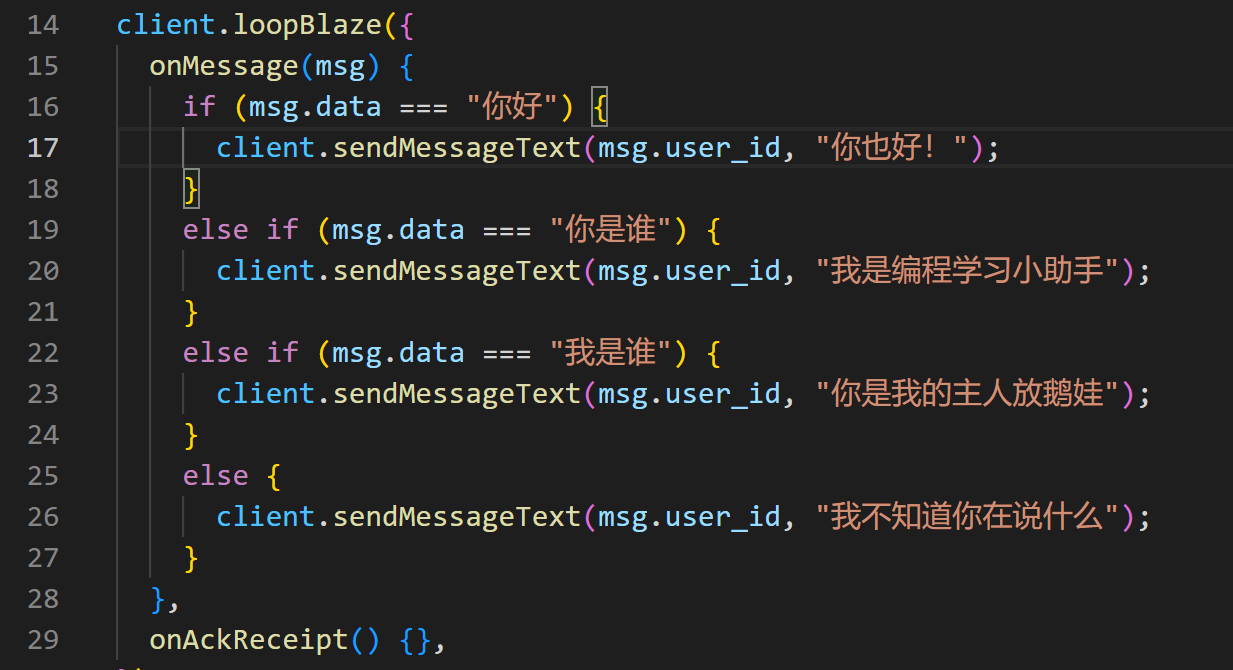 14 client.loopBlaze({
15 onMessage(msg) {
16 if (msg.data === "你好") {
17 client.sendMessageText(msg.user_id, "你也好！");
18 }
19 else if (msg.data === "你是谁") {
20 client.sendMessageText(msg.user_id, "我是编程学习小助手");
21 }
22 else if (msg.data === "我是谁") {
23 client.sendMessageText(msg.user_id, "你是我的主人放鹅娃");
24 }
25 else {
26 client.sendMessageText(msg.user_id, "我不知道你在说什么");
27 }
28 },
29 onAckReceipt() {},